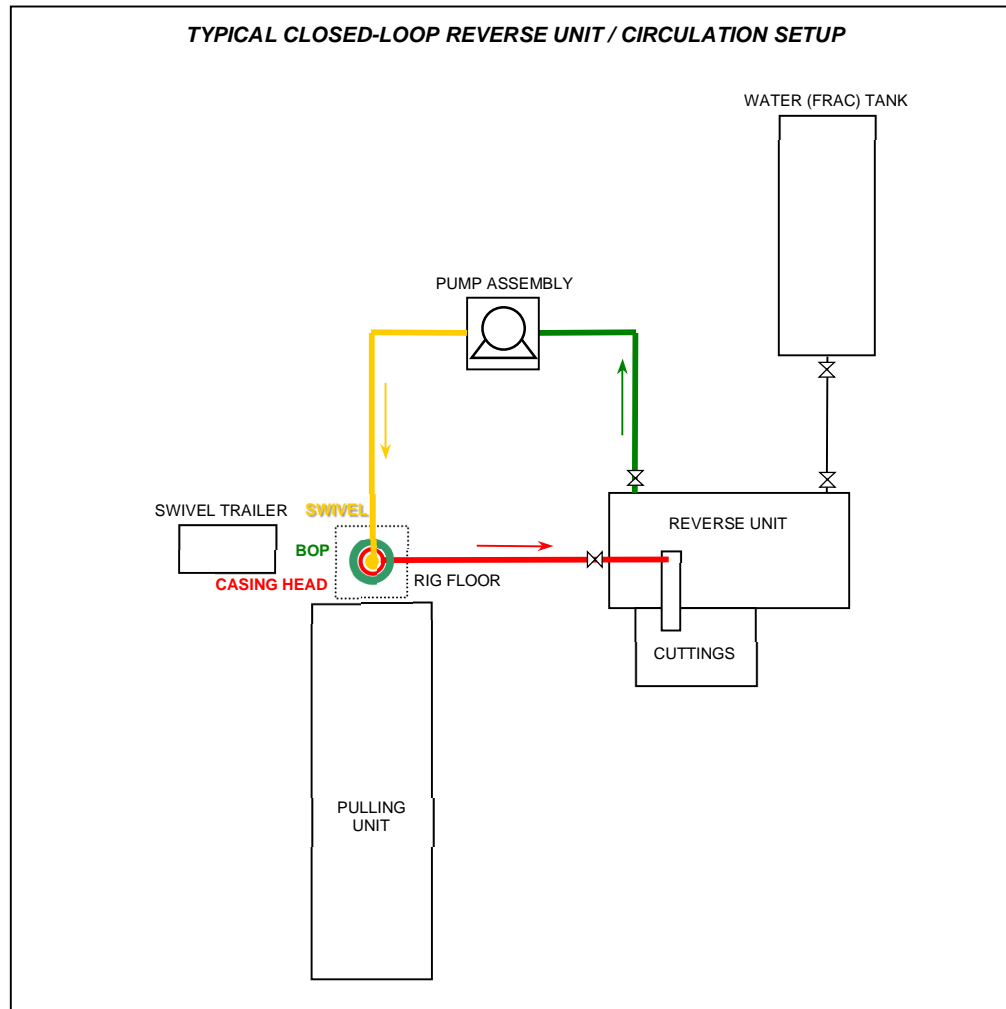 TYPICAL CLOSED-LOOP REVERSE UNIT / CIRCULATION SETUP
WATER (FRAC) TANK
PUMP ASSEMBLY
SWIVEL TRAILER
SWIVEL
REVERSE UNIT
BOP
CASING HEAD
RIG FLOOR
CUTTINGS
PULLING
UNIT